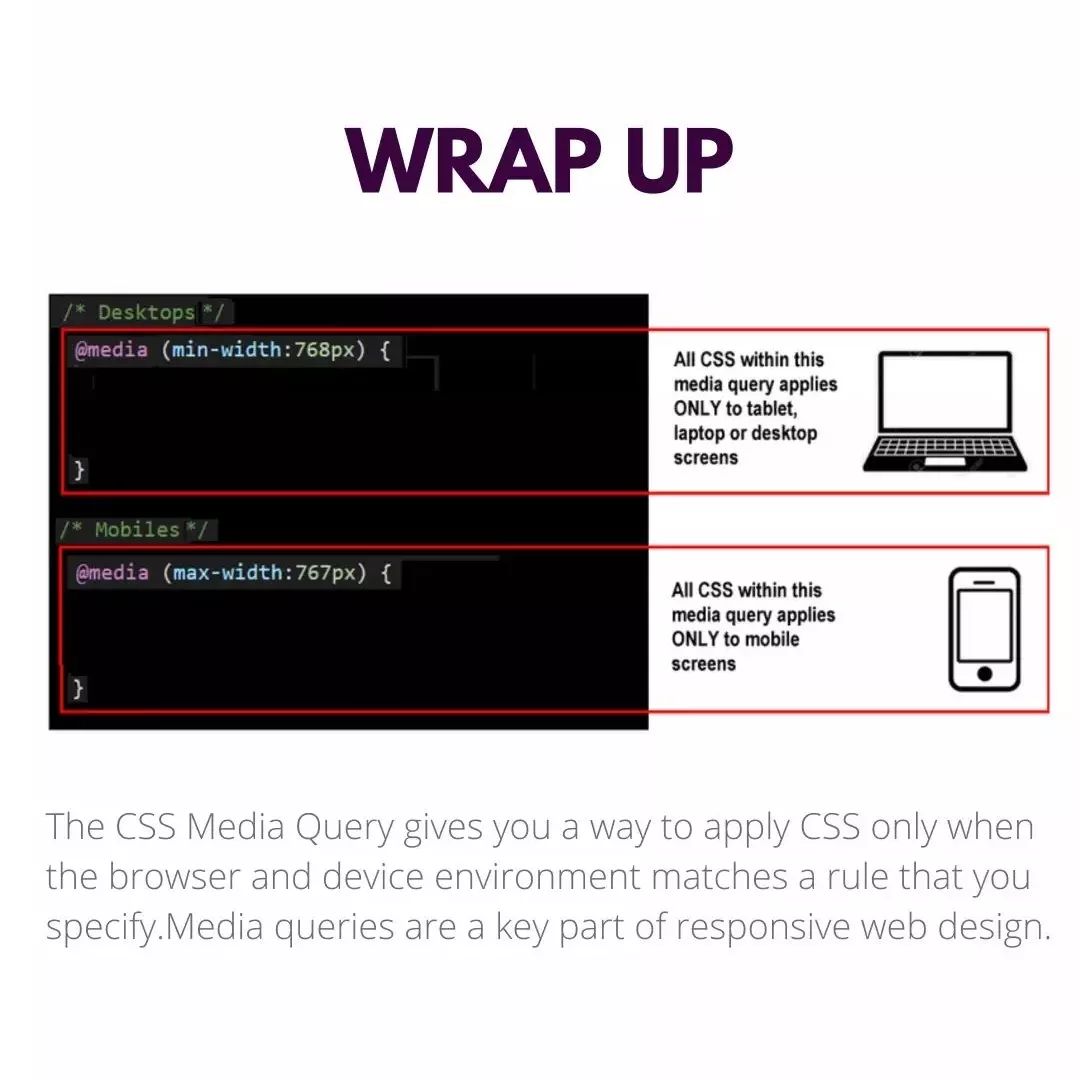 WRAP UP
/* Desktops */
@media (min-width:768px) {
}
All CSS within this
media query applies
ONLY to tablet,
laptop or desktop
screens
/* Mobiles */
@media (max-width:767px) {
}
All CSS within this
media query applies
ONLY to mobile
screens
The CSS Media Query gives you a way to apply CSS only when
the browser and device environment matches a rule that you
specify.Media queries are a key part of responsive web design.